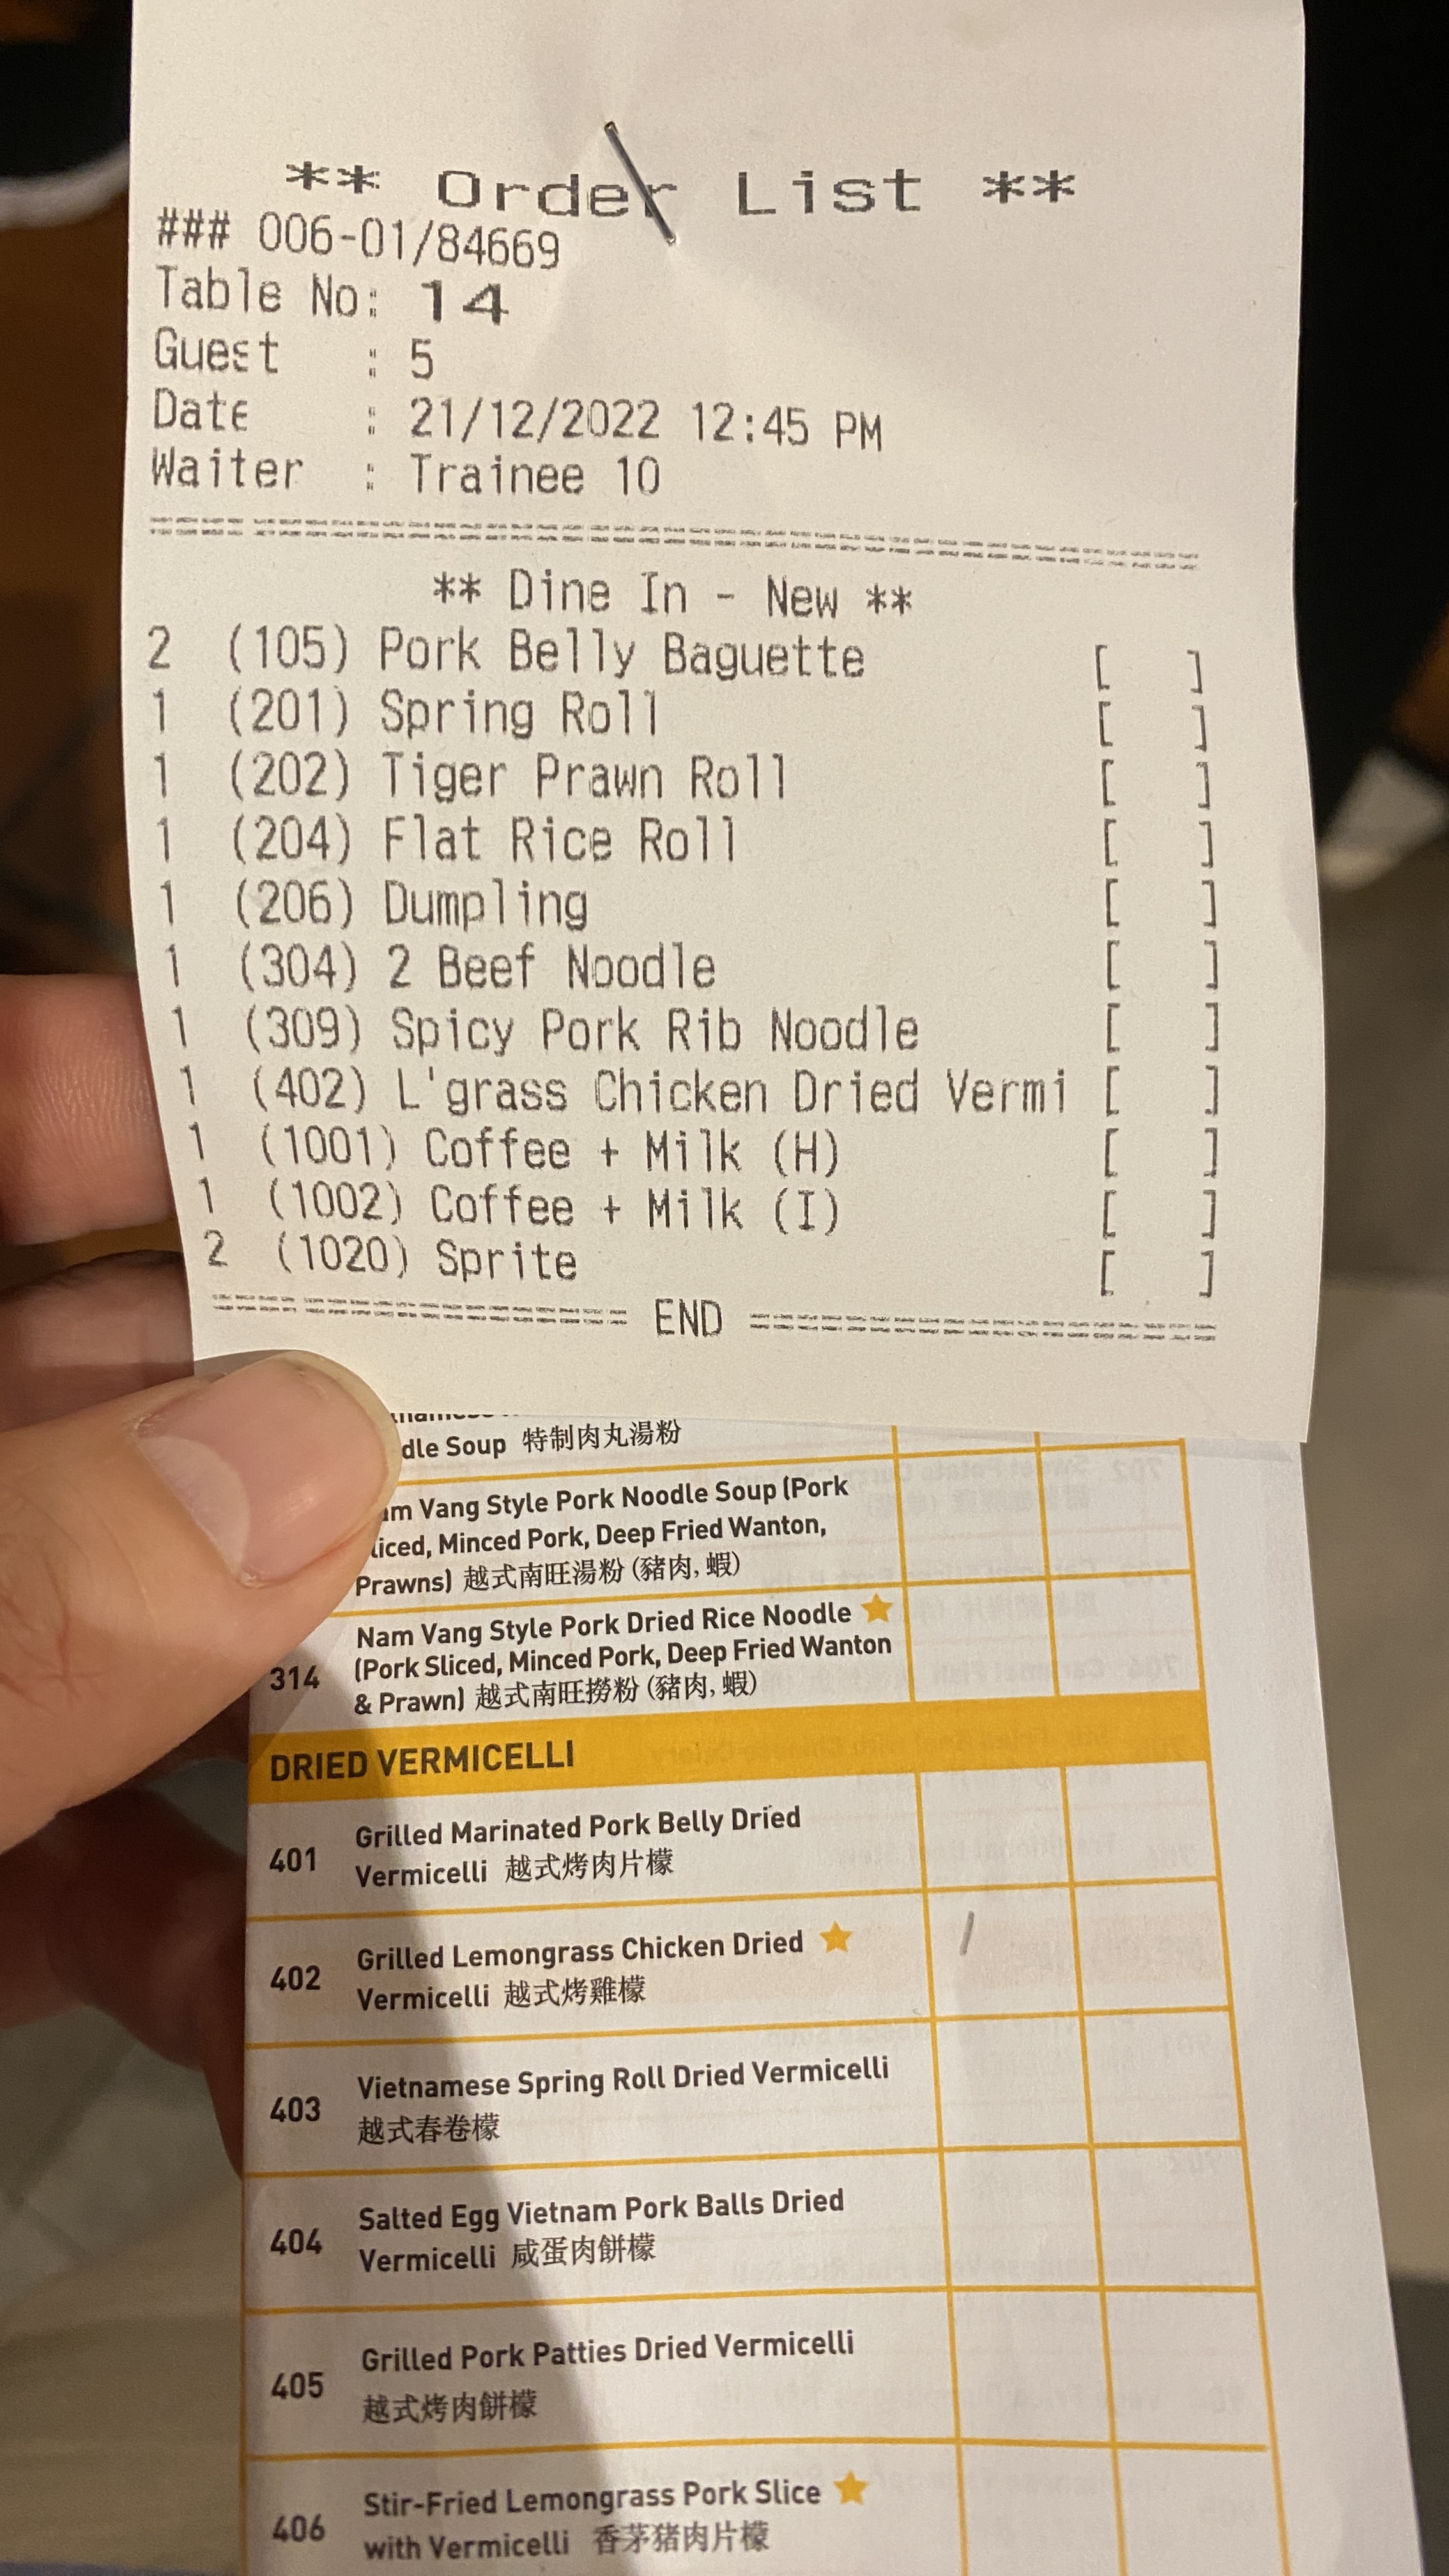 ** Order List **
### 006-01/84669
Table No: 14
Guest : 5
Date : 21/12/2022 12:45 PM
Waiter : Trainee 10
** Dine In - New **
2 (105) Pork Belly Baguette [ ]
1 (201) Spring Roll [ ]
1 (202) Tiger Prawn Roll [ ]
1 (204) Flat Rice Roll [ ]
1 (206) Dumpling [ ]
1 (304) 2 Beef Noodle [ ]
1 (309) Spicy Pork Rib Noodle [ ]
1 (402) L'grass Chicken Dried Vermi [ ]
1 (1001) Coffee + Milk (H) [ ]
1 (1002) Coffee + Milk (I) [ ]
2 (1020) Sprite [ ]
END
Soup 特制肉丸湯粉
Vang Style Pork Noodle Soup (Pork
Minced Pork, Deep Fried Wanton,
Prawns) 越式南旺湯粉 (豬肉, 蝦)
314 Nam Vang Style Pork Dried Rice Noodle
(Pork Sliced, Minced Pork, Deep Fried Wanton
& Prawn) 越式南旺撈粉 (豬肉, 蝦)
DRIED VERMICELLI
401 Grilled Marinated Pork Belly Dried
Vermicelli 越式烤肉片檬
402 Grilled Lemongrass Chicken Dried
Vermicelli 越式烤雞檬
403 Vietnamese Spring Roll Dried Vermicelli
越式春卷檬
404 Salted Egg Vietnam Pork Balls Dried
Vermicelli 咸蛋肉餅檬
405 Grilled Pork Patties Dried Vermicelli
越式烤肉餅檬
406 Stir-Fried Lemongrass Pork Slice
with Vermicelli 香茅猪肉片檬